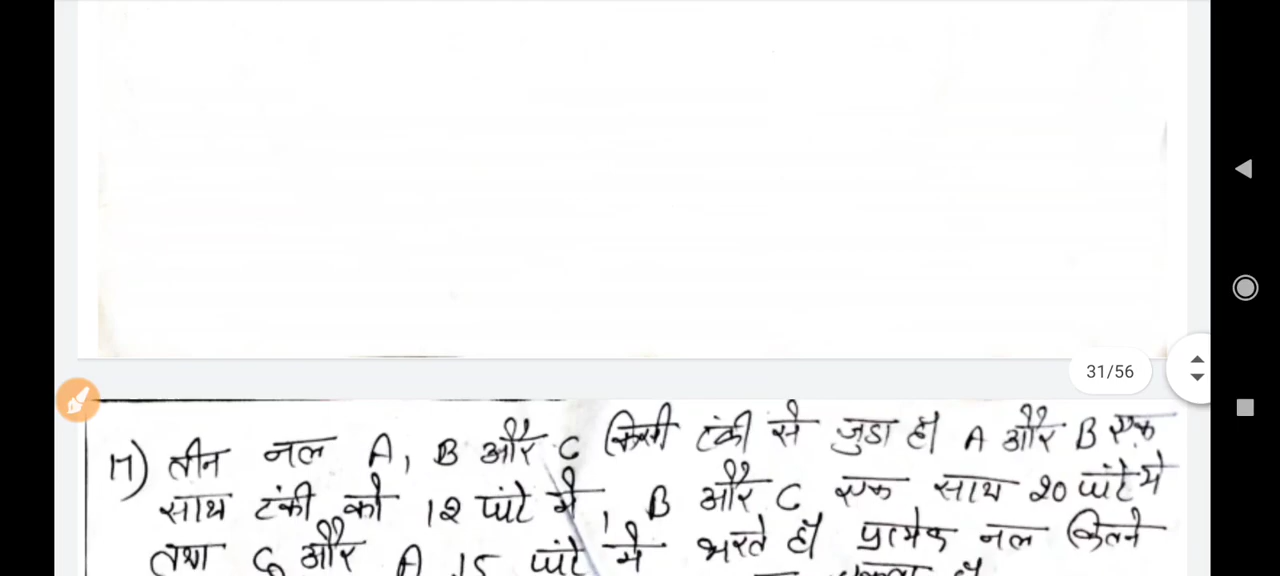 31/56
17) तीन नल A, B और C किसी टंकी से जुडा है। A और B एक
साथ टंकी को 12 घंटे में, B और C एक साथ 20 घंटे में
तथा C और A 15 घंटे में भरते है। प्रत्येक नल कितने